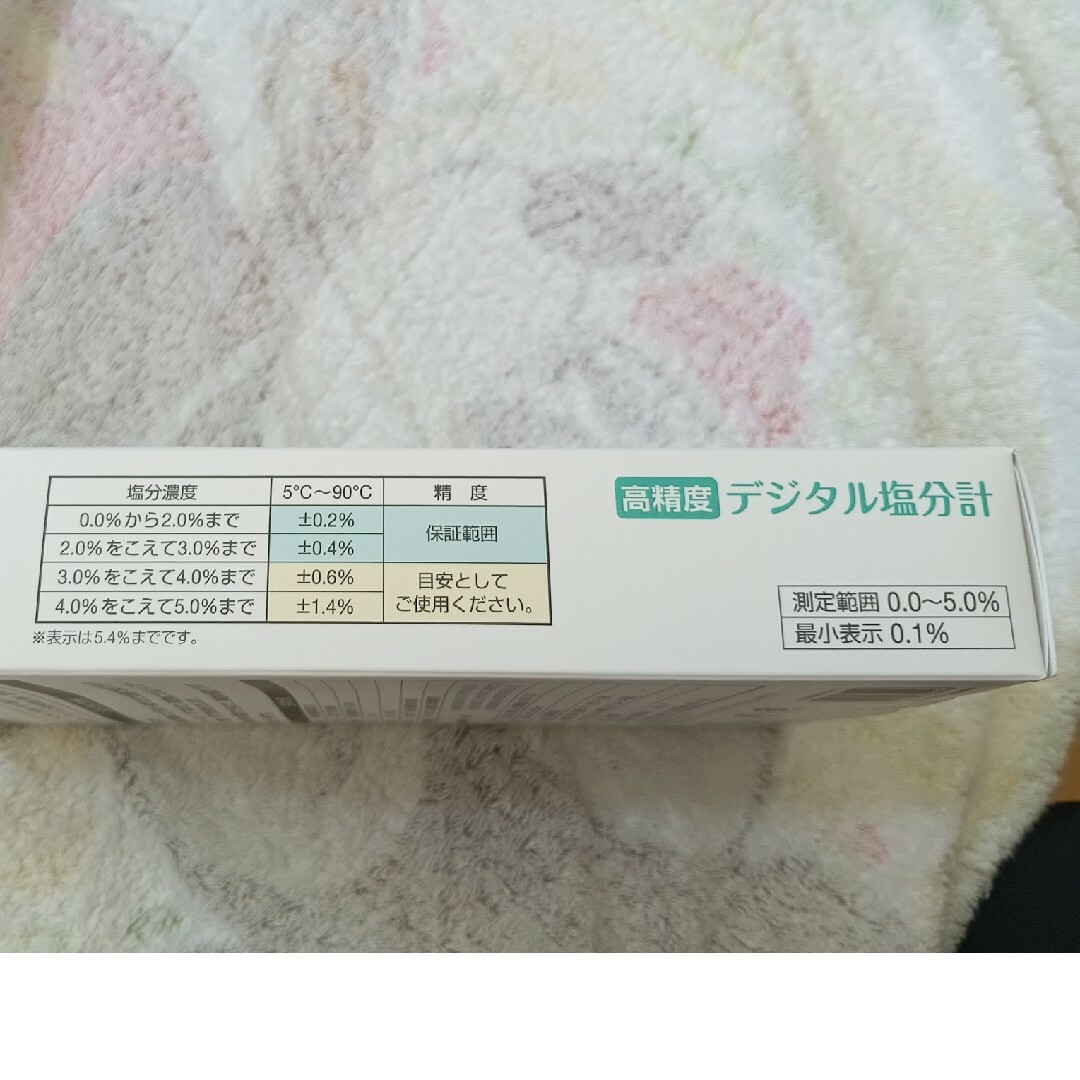 塩分濃度 5℃～90℃ 精 度
0.0%から2.0%まで ±0.2% 保証範囲
2.0%をこえて3.0%まで ±0.4%
3.0%をこえて4.0%まで ±0.6% 目安として
4.0%をこえて5.0%まで ±1.4% ご使用ください。
※表示は5.4%までです。
高精度 デジタル塩分計
測定範囲 0.0～5.0%
最小表示 0.1%